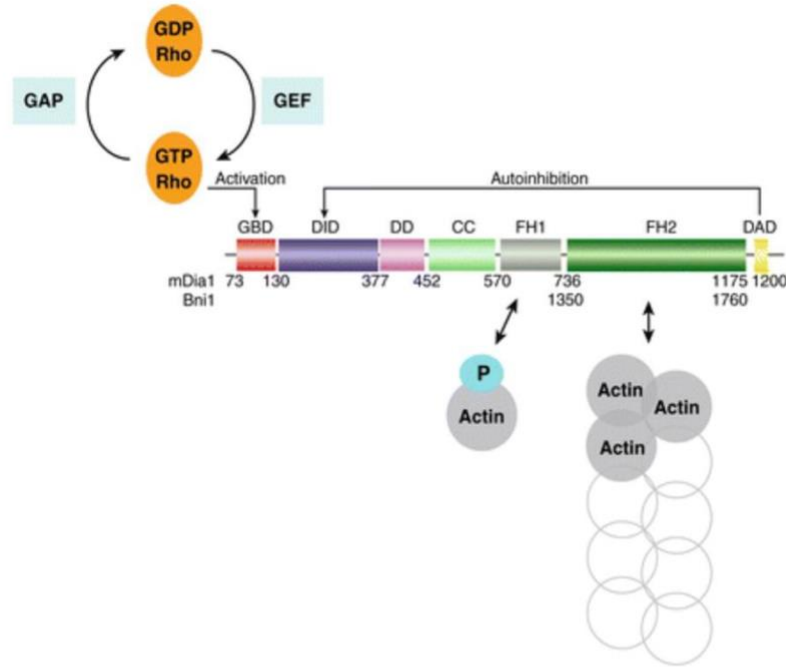 GDP
Rho
GAP
GEF
GTP
Rho
Activation
Autoinhibition
GBD DID DD CC FH1 FH2 DAD
mDia1 73 130 377 452 570 736 1175 1200
Bni1 1350 1760
P
Actin
Actin
Actin
Actin